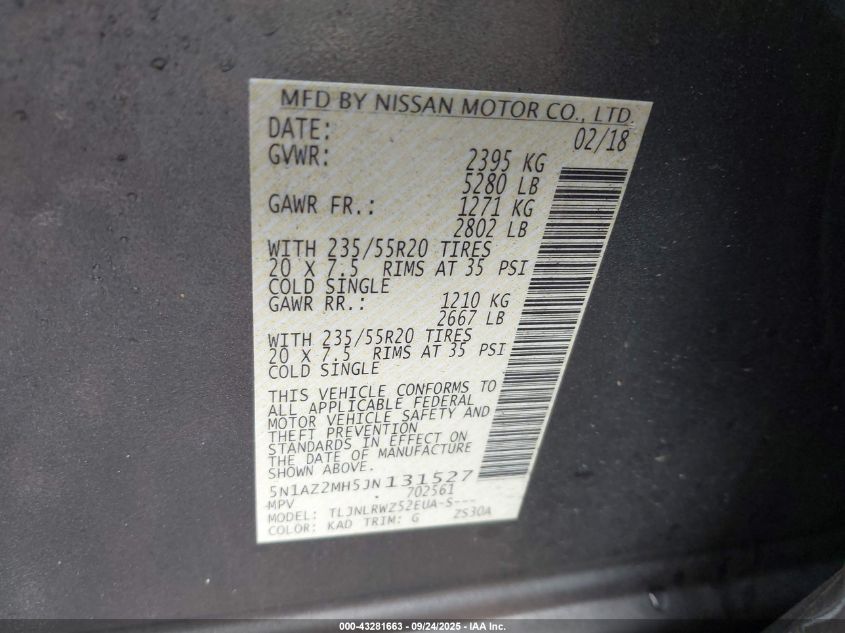 MFD BY NISSAN MOTOR CO., LTD.
DATE: 02/18
GVWR: 2395 KG
5280 LB
GAWR FR.: 1271 KG
2802 LB
WITH 235/55R20 TIRES
20 X 7.5 RIMS AT 35 PSI
COLD SINGLE
GAWR RR.: 1210 KG
2667 LB
WITH 235/55R20 TIRES
20 X 7.5 RIMS AT 35 PSI
COLD SINGLE
THIS VEHICLE CONFORMS TO
ALL APPLICABLE FEDERAL
MOTOR VEHICLE SAFETY AND
THEFT PREVENTION
STANDARDS IN EFFECT ON
THE DATE OF MANUFACTURE
SHOWN ABOVE.
5N1AZ2MH5JN131527
702561
MPV
MODEL: TLJNLRWZ52EUA-S---
COLOR: KAD TRIM: G ZS30A
000-43281663 - 09/24/2025 - IAA Inc.